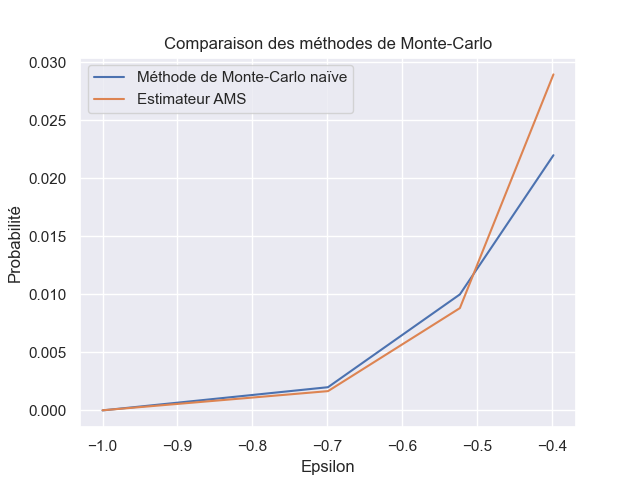 Comparaison des méthodes de Monte-Carlo
Méthode de Monte-Carlo naïve
Estimateur AMS
0.030
0.025
0.020
0.015
0.010
0.005
0.000
Probabilité
−1.0 −0.9 −0.8 −0.7 −0.6 −0.5 −0.4
Epsilon